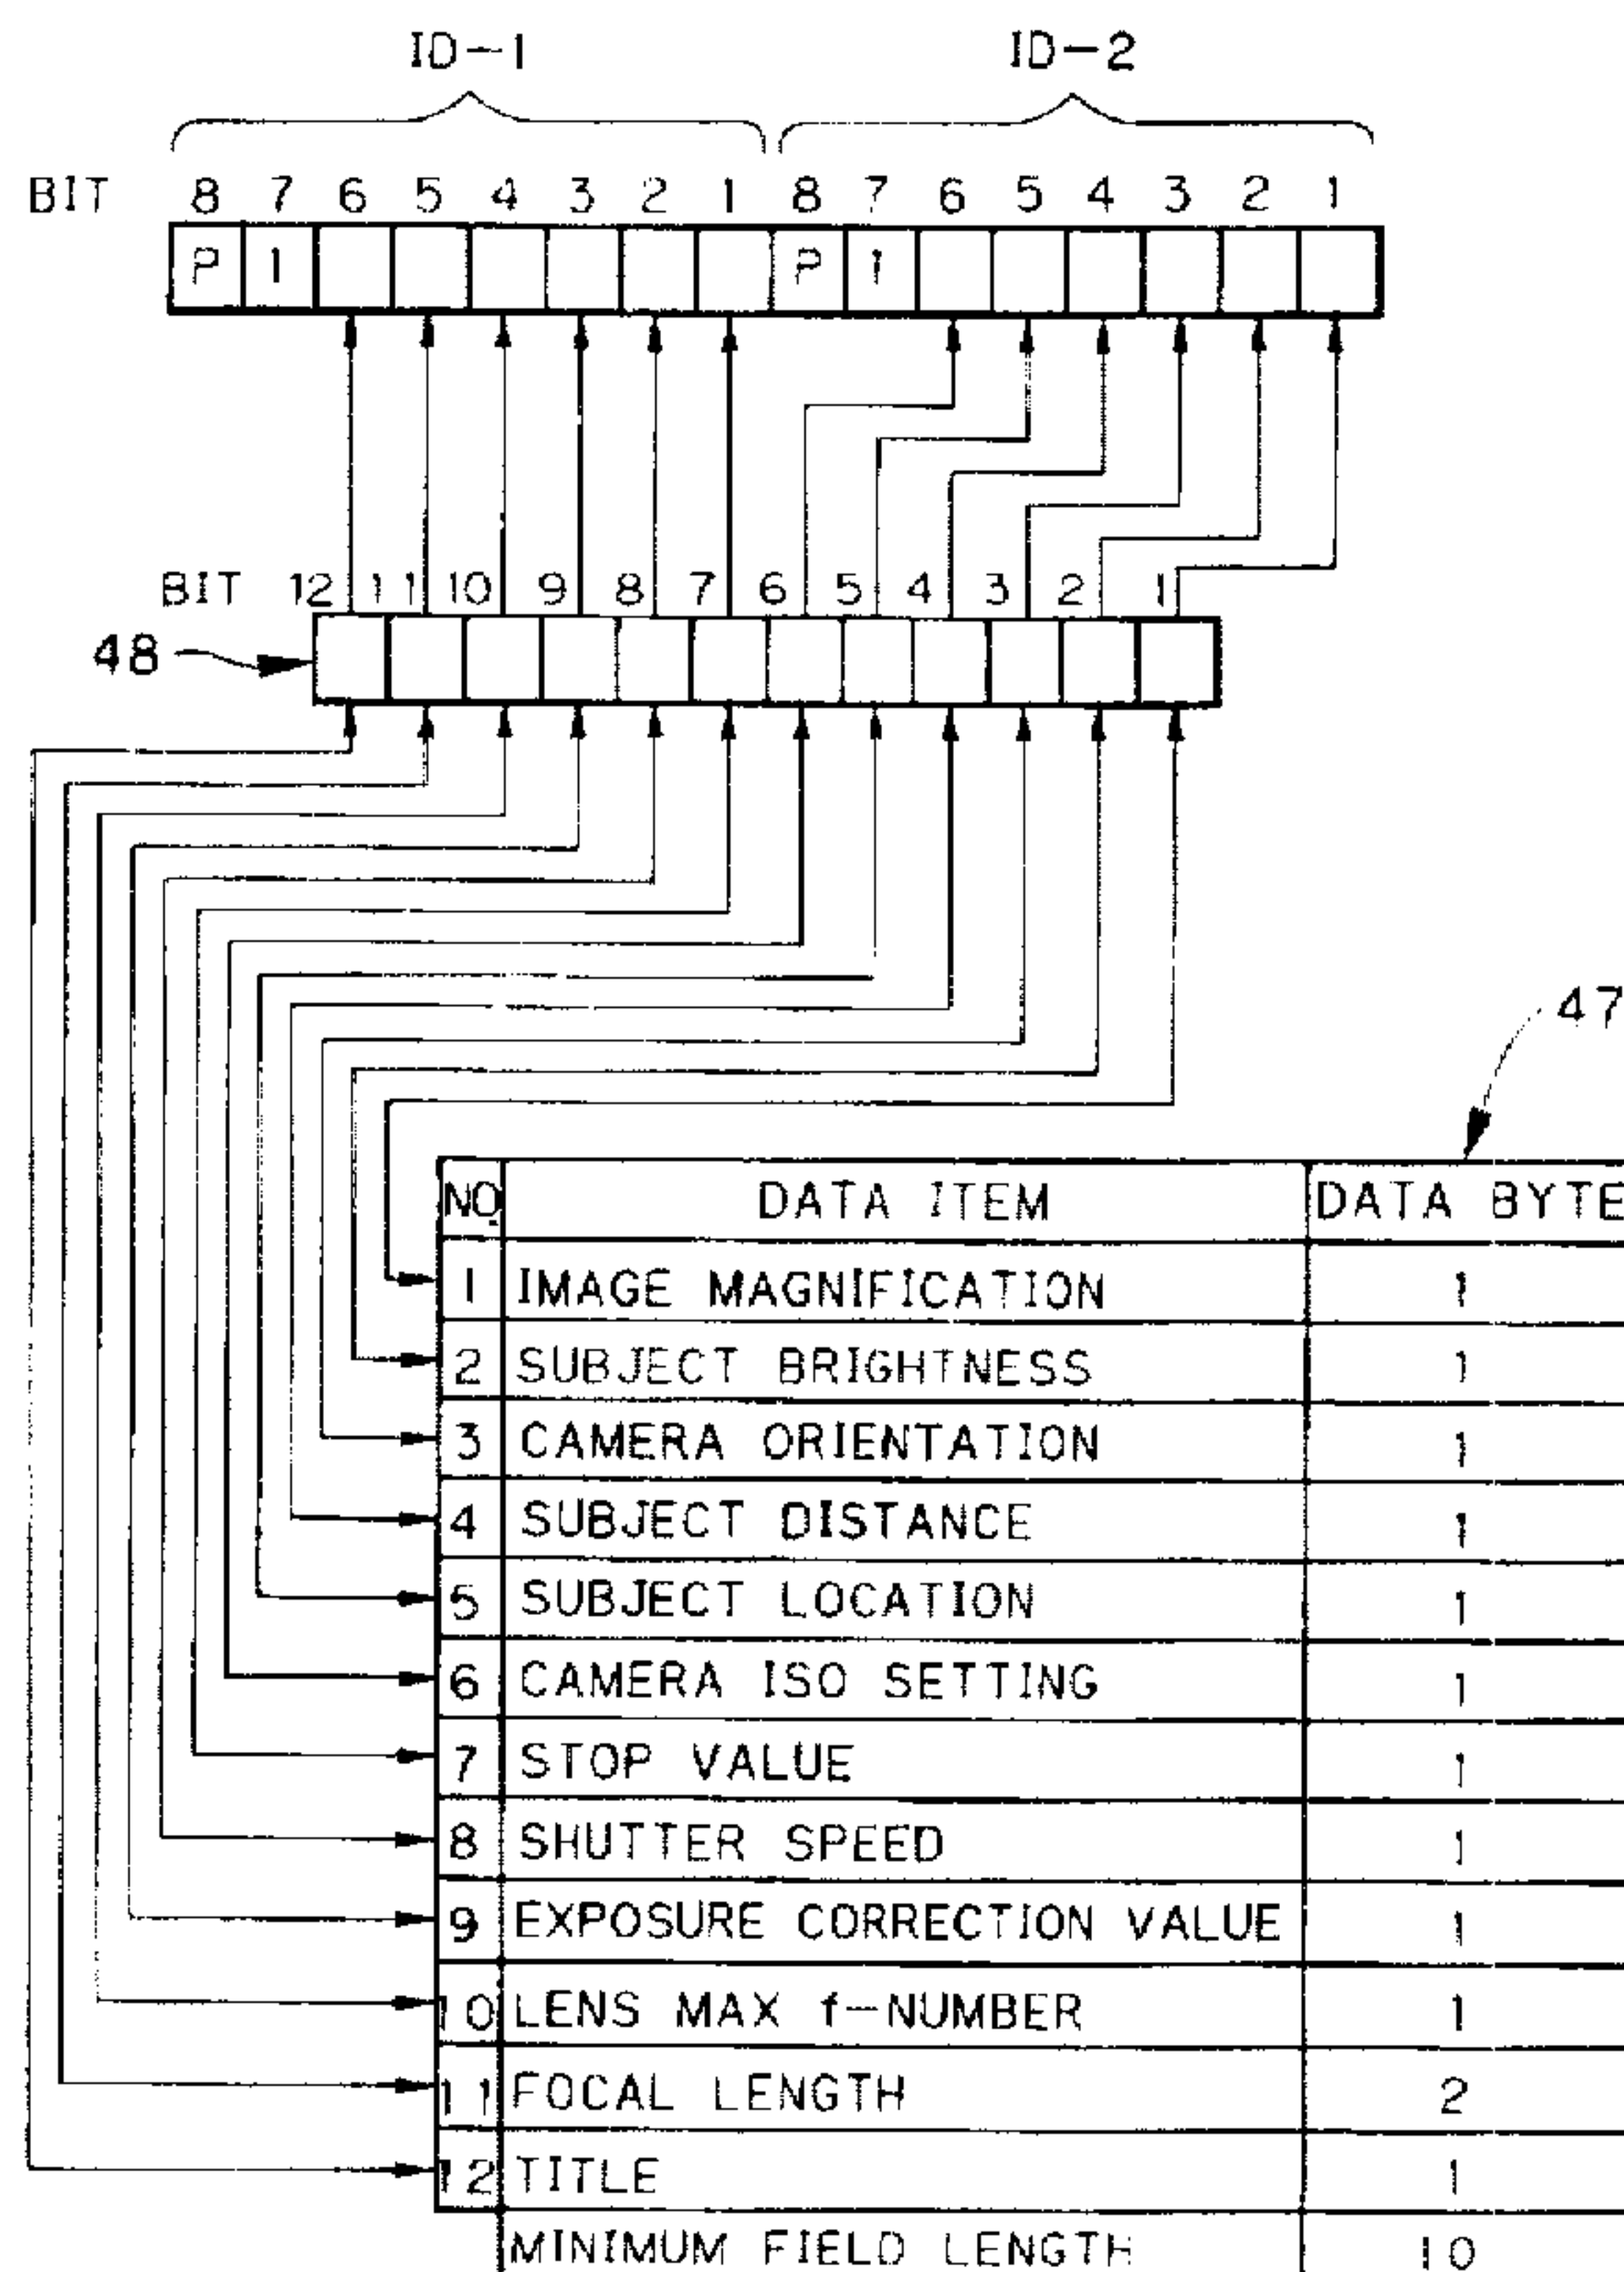 ID-1 ID-2
BIT 8 7 6 5 4 3 2 1 8 7 6 5 4 3 2 1
P 1 P 1
BIT 12 11 10 9 8 7 6 5 4 3 2 1
48
47
NO. DATA ITEM DATA BYTE
1 IMAGE MAGNIFICATION 1
2 SUBJECT BRIGHTNESS 1
3 CAMERA ORIENTATION 1
4 SUBJECT DISTANCE 1
5 SUBJECT LOCATION 1
6 CAMERA ISO SETTING 1
7 STOP VALUE 1
8 SHUTTER SPEED 1
9 EXPOSURE CORRECTION VALUE 1
10 LENS MAX f-NUMBER 1
11 FOCAL LENGTH 2
12 TITLE 1
MINIMUM FIELD LENGTH 10